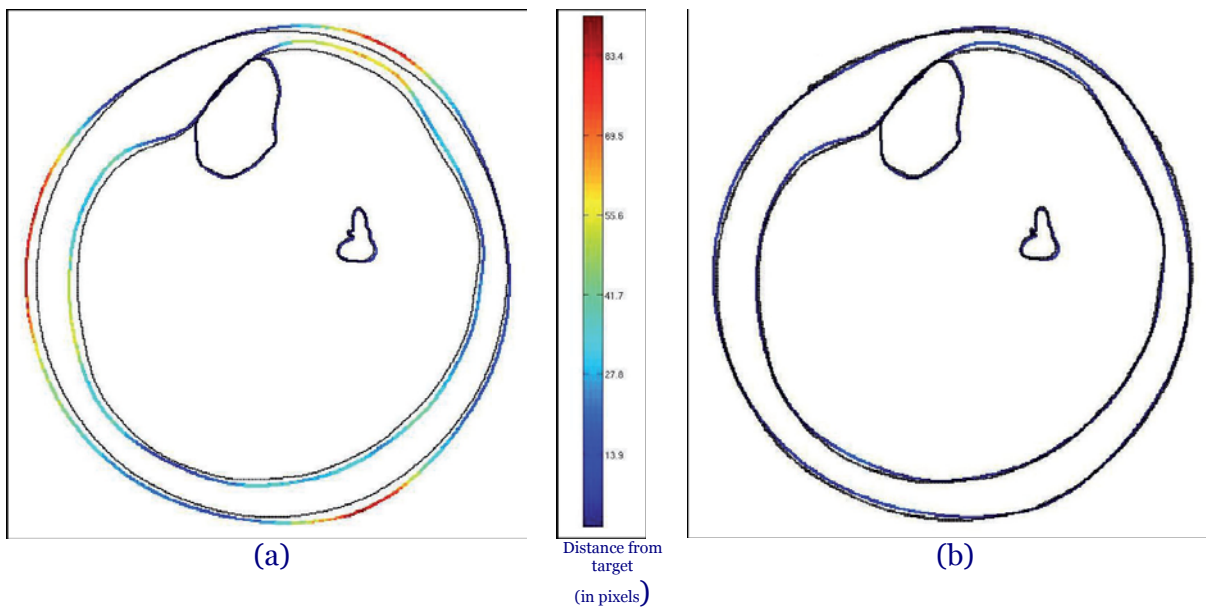 83.4
69.5
55.6
41.7
27.8
13.9
(a)
Distance from
target
(in pixels)
(b)